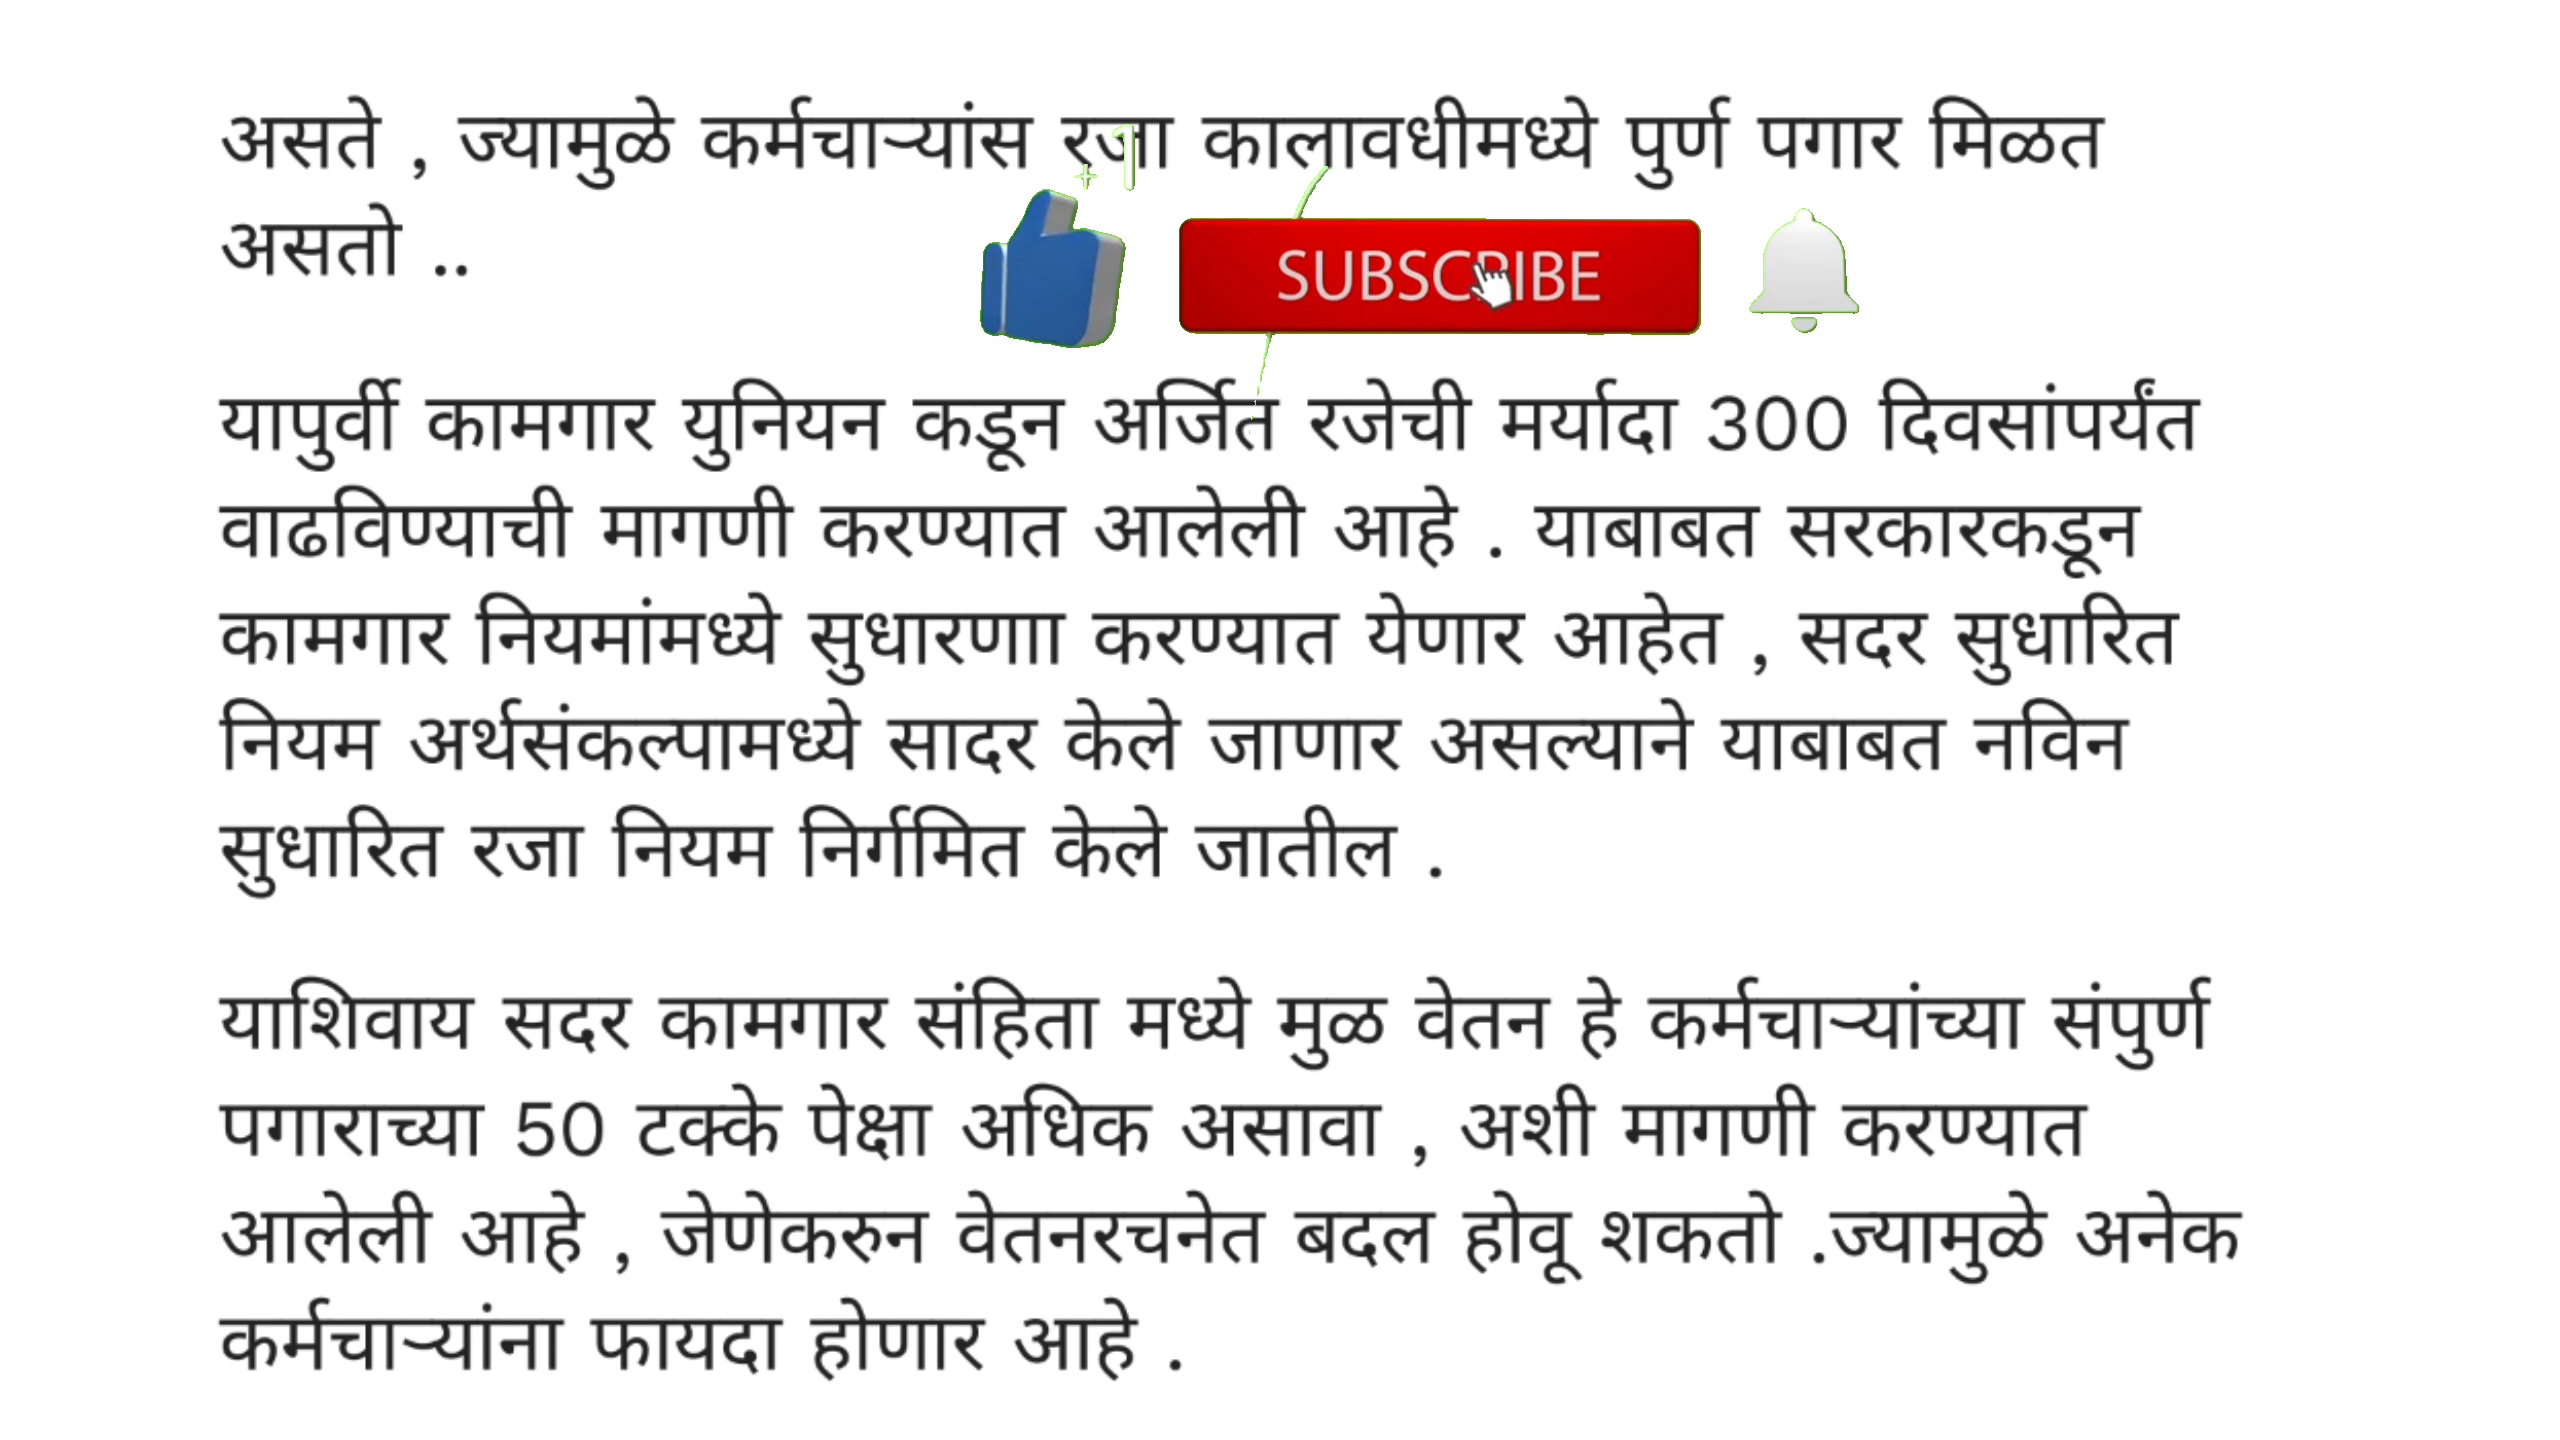 असते , ज्यामुळे कर्मचाऱ्यांस रजा कालावधीमध्ये पुर्ण पगार मिळत
+1
असतो ..
SUBSCRIBE
यापुर्वी कामगार युनियन कडून अर्जित रजेची मर्यादा 300 दिवसांपर्यंत
वाढविण्याची मागणी करण्यात आलेली आहे . याबाबत सरकारकडून
कामगार नियमांमध्ये सुधारणाा करण्यात येणार आहेत , सदर सुधारित
नियम अर्थसंकल्पामध्ये सादर केले जाणार असल्याने याबाबत नविन
सुधारित रजा नियम निर्गमित केले जातील .
याशिवाय सदर कामगार संहिता मध्ये मुळ वेतन हे कर्मचाऱ्यांच्या संपुर्ण
पगाराच्या 50 टक्के पेक्षा अधिक असावा , अशी मागणी करण्यात
आलेली आहे , जेणेकरुन वेतनरचनेत बदल होवू शकतो .ज्यामुळे अनेक
कर्मचाऱ्यांना फायदा होणार आहे .